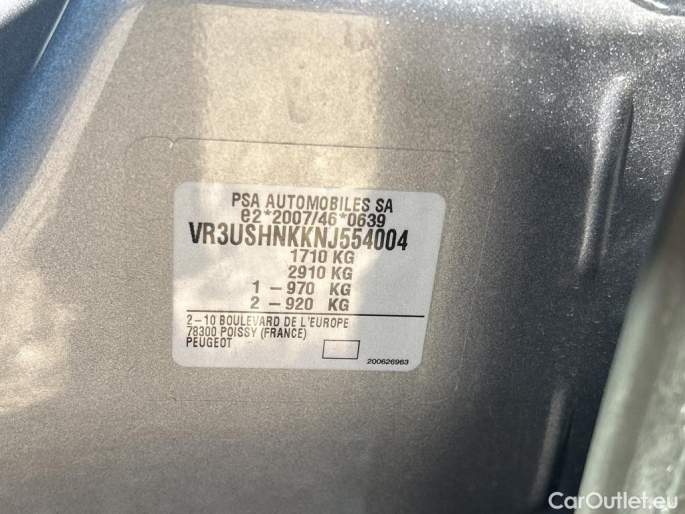 PSA AUTOMOBILES SA
e2*2007/46*0639
VR3USHNKKNJ554004
1710 KG
2910 KG
1 – 970 KG
2 – 920 KG
2–10 BOULEVARD DE L'EUROPE
78300 POISSY (FRANCE)
PEUGEOT
200626963
CarOutlet.eu